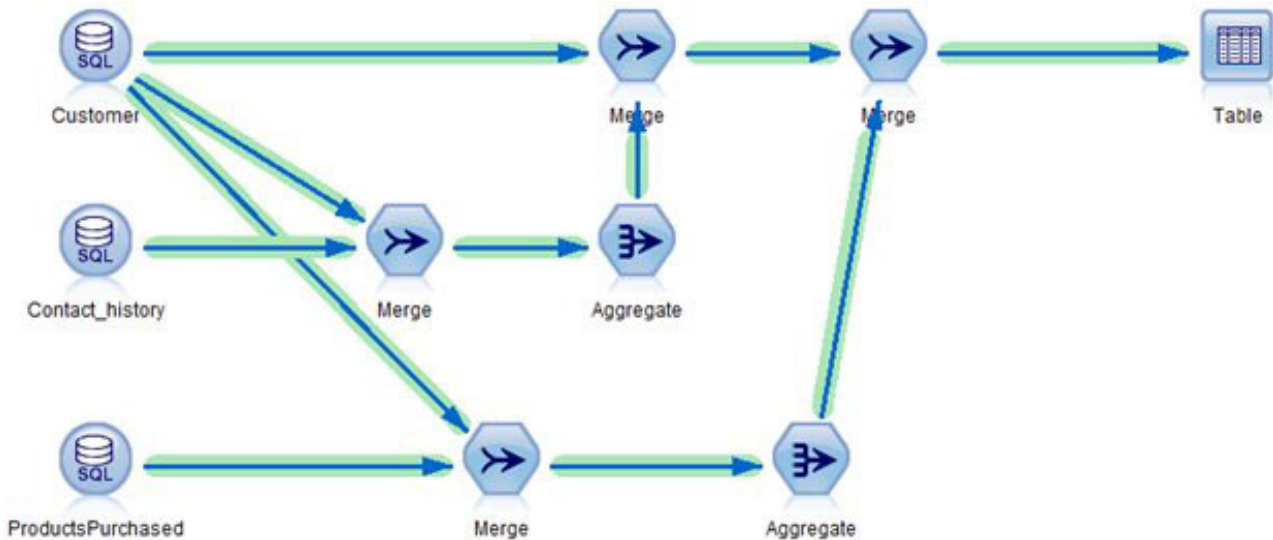 SQL
Customer
Merge
Merge
Table
SQL
Contact_history
Merge
Aggregate
SQL
ProductsPurchased
Merge
Aggregate